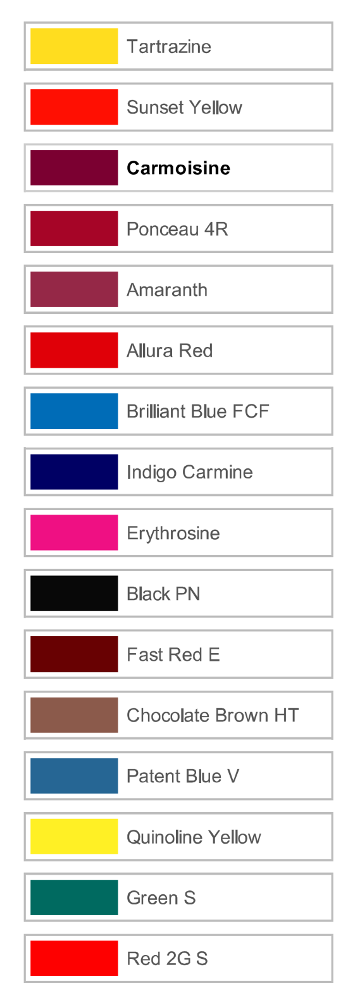 Tartrazine
Sunset Yellow
Carmoisine
Ponceau 4R
Amaranth
Allura Red
Brilliant Blue FCF
Indigo Carmine
Erythrosine
Black PN
Fast Red E
Chocolate Brown HT
Patent Blue V
Quinoline Yellow
Green S
Red 2G S